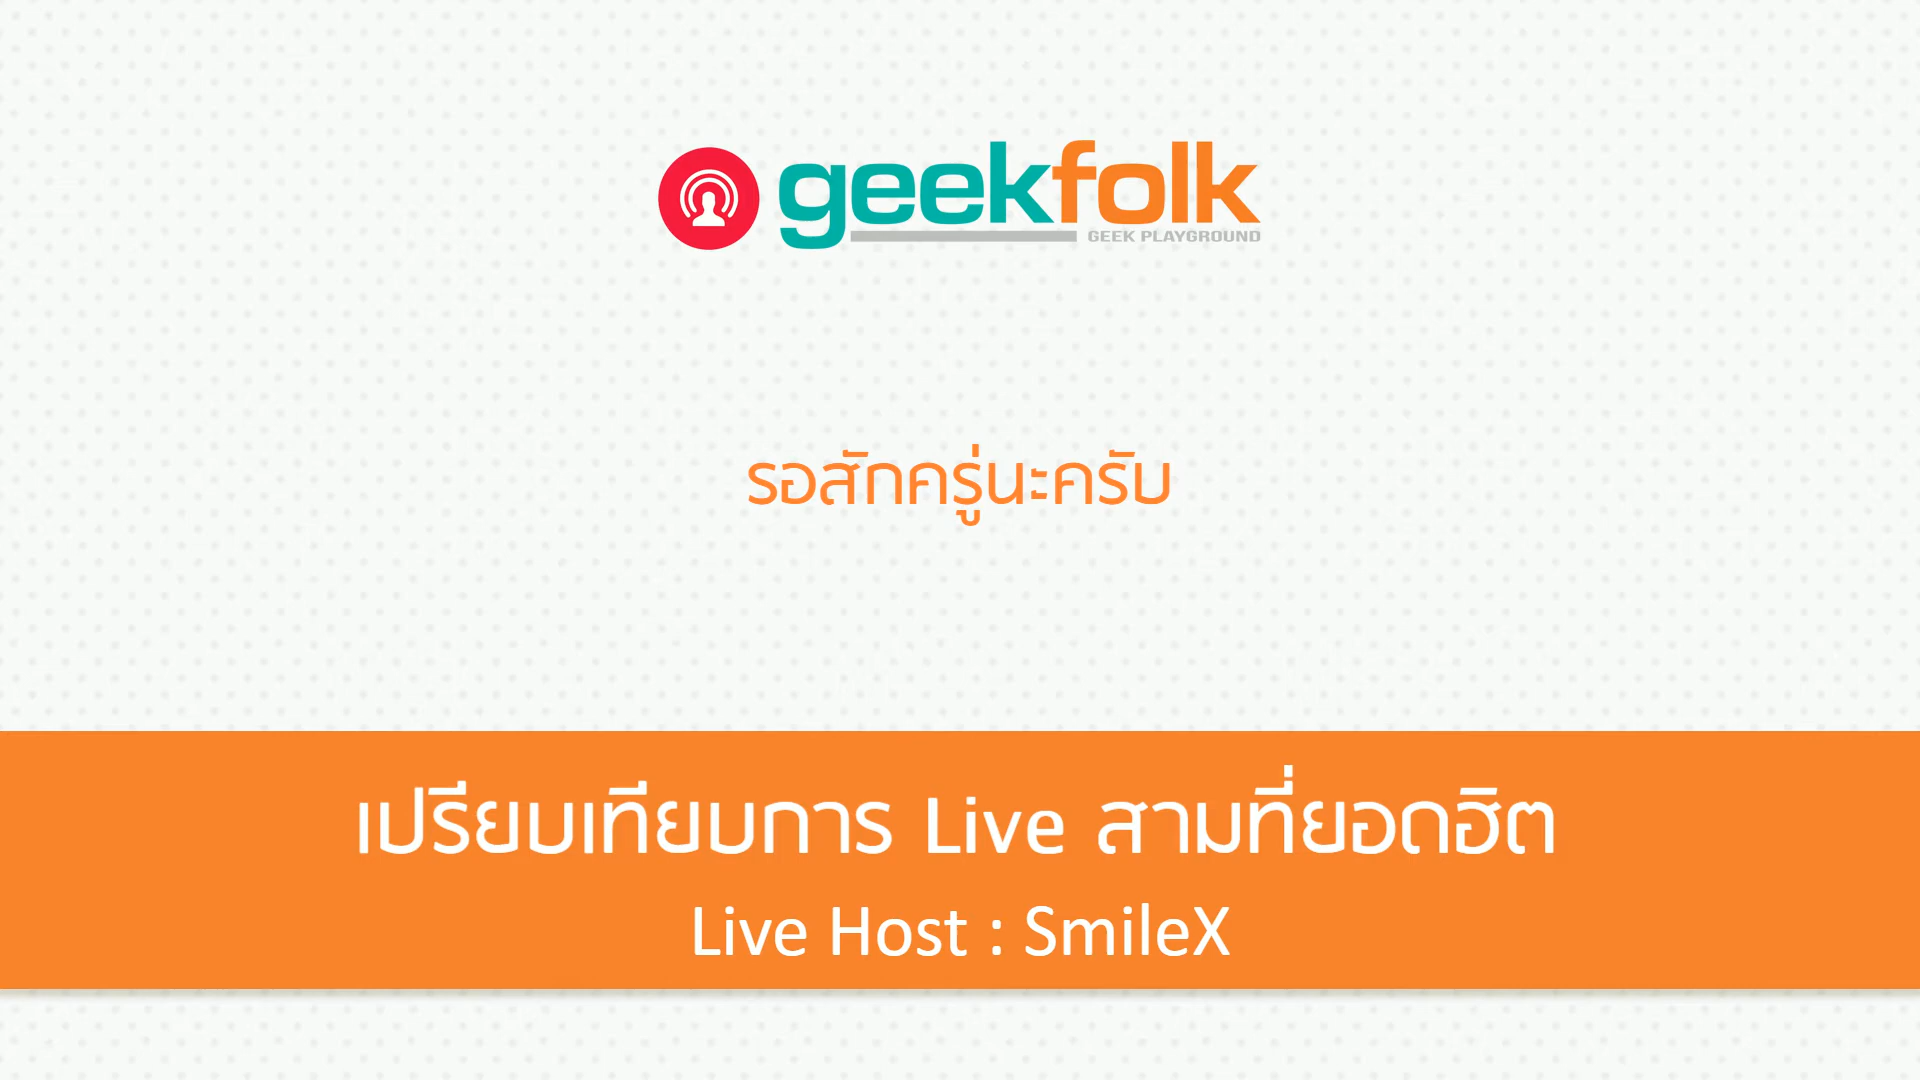 geekfolk
GEEK PLAYGROUND
รอสักครู่นะครับ
เปรียบเทียบการ Live สามที่ยอดฮิต
Live Host : SmileX